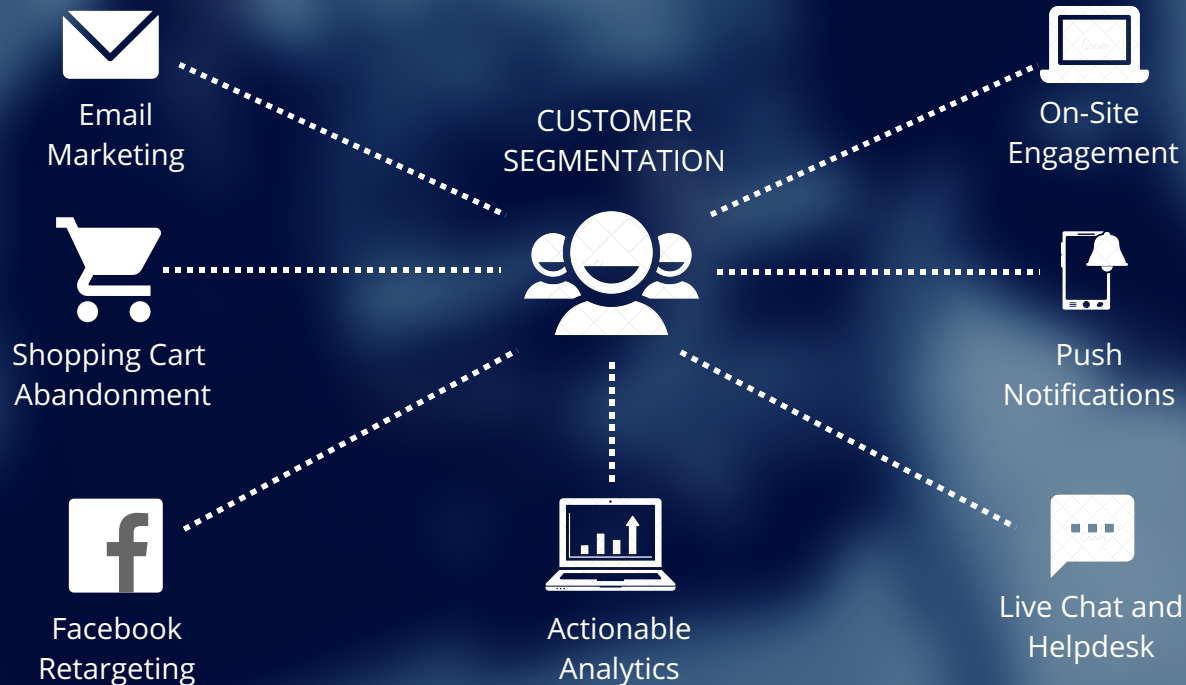 Email
Marketing
CUSTOMER
SEGMENTATION
On-Site
Engagement
Shopping Cart
Abandonment
Push
Notifications
Facebook
Retargeting
Actionable
Analytics
Live Chat and
Helpdesk